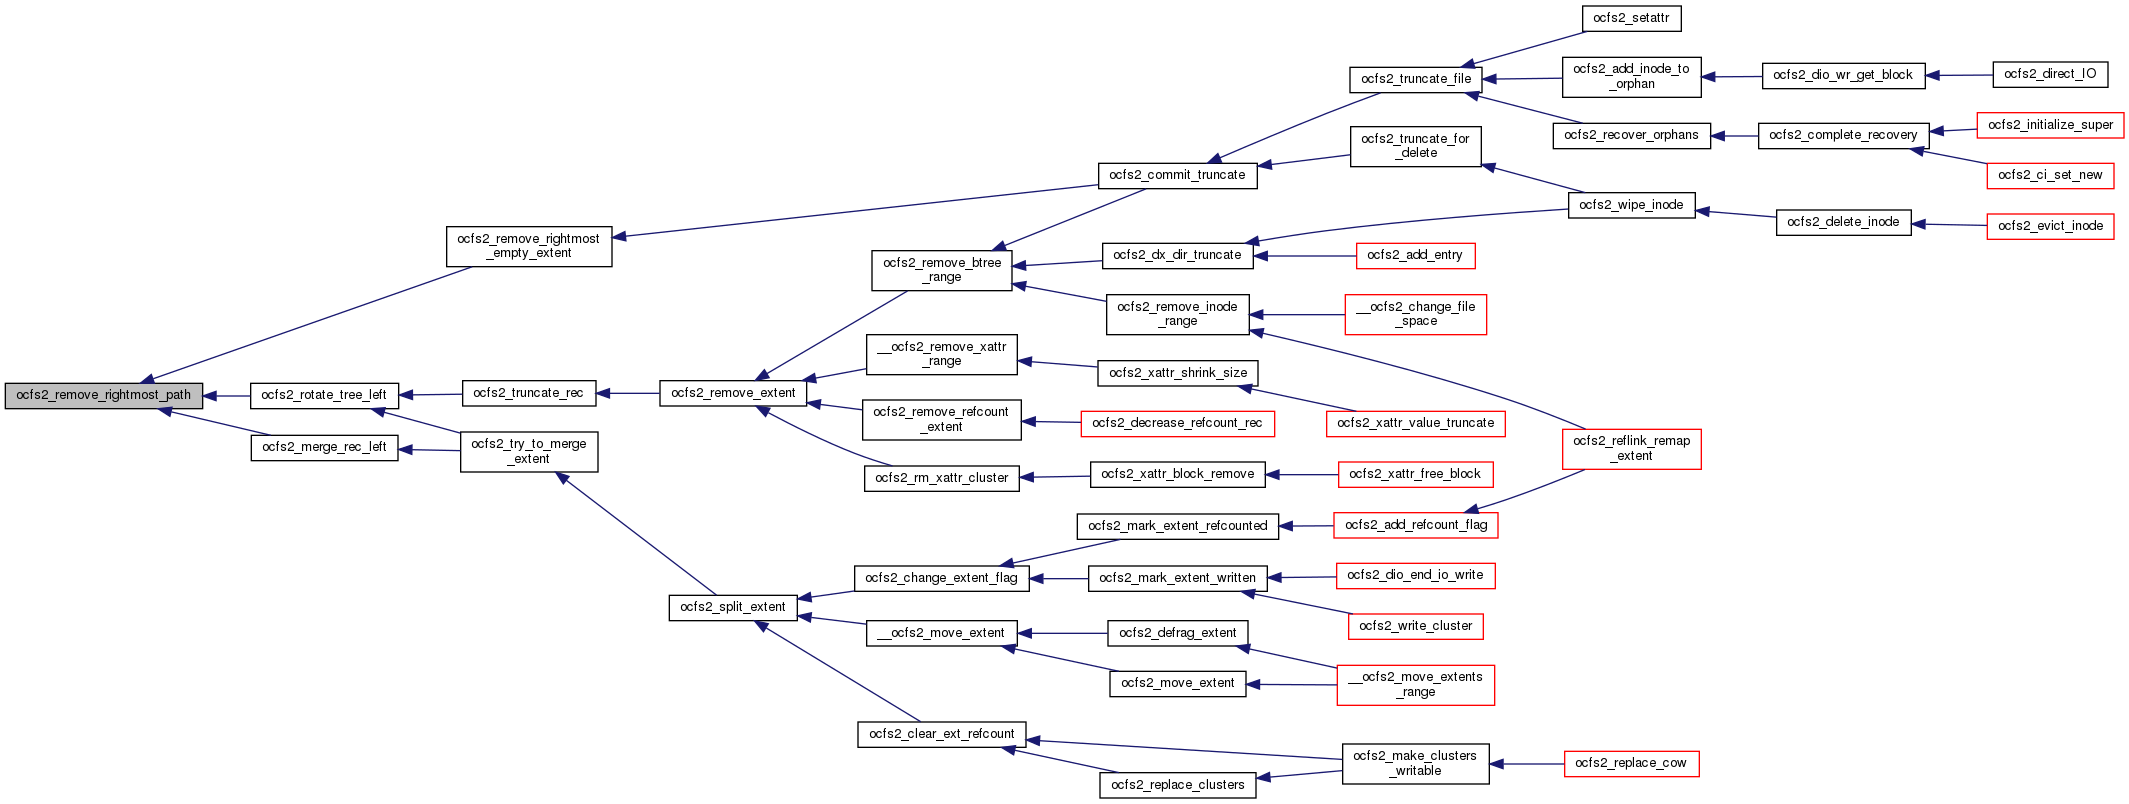 ocfs2_setattr
ocfs2_add_inode_to
_orphan
ocfs2_dio_wr_get_block
ocfs2_direct_IO
ocfs2_truncate_file
ocfs2_recover_orphans
ocfs2_complete_recovery
ocfs2_initialize_super
ocfs2_ci_set_new
ocfs2_truncate_for
_delete
ocfs2_commit_truncate
ocfs2_wipe_inode
ocfs2_delete_inode
ocfs2_evict_inode
ocfs2_remove_rightmost
_empty_extent
ocfs2_remove_btree
_range
ocfs2_dx_dir_truncate
ocfs2_add_entry
ocfs2_remove_inode
_range
__ocfs2_change_file
_space
__ocfs2_remove_xattr
_range
ocfs2_xattr_shrink_size
ocfs2_remove_rightmost_path
ocfs2_rotate_tree_left
ocfs2_truncate_rec
ocfs2_remove_extent
ocfs2_remove_refcount
_extent
ocfs2_decrease_refcount_rec
ocfs2_xattr_value_truncate
ocfs2_reflink_remap
_extent
ocfs2_merge_rec_left
ocfs2_try_to_merge
_extent
ocfs2_rm_xattr_cluster
ocfs2_xattr_block_remove
ocfs2_xattr_free_block
ocfs2_mark_extent_refcounted
ocfs2_add_refcount_flag
ocfs2_change_extent_flag
ocfs2_mark_extent_written
ocfs2_dio_end_io_write
ocfs2_split_extent
ocfs2_write_cluster
__ocfs2_move_extent
ocfs2_defrag_extent
ocfs2_move_extent
__ocfs2_move_extents
_range
ocfs2_clear_ext_refcount
ocfs2_make_clusters
_writable
ocfs2_replace_cow
ocfs2_replace_clusters